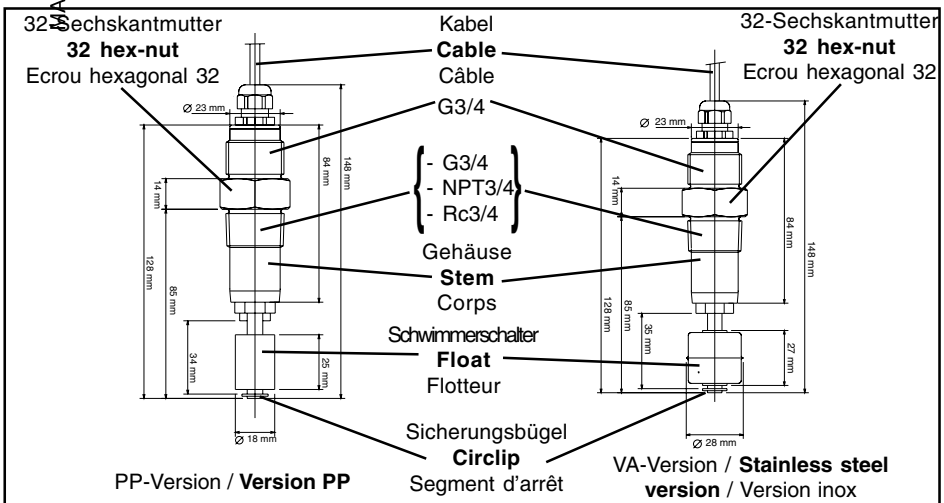 MA
32-Sechskantmutter
32 hex-nut
Ecrou hexagonal 32
Kabel
Cable
Câble
32-Sechskantmutter
32 hex-nut
Ecrou hexagonal 32
Ø 23 mm
G3/4
Ø 23 mm
- G3/4
- NPT3/4
- Rc3/4
14 mm
84 mm
148 mm
128 mm
85 mm
34 mm
25 mm
Ø 18 mm
Gehäuse
Stem
Corps
Schwimmerschalter
Float
Flotteur
Sicherungsbügel
Circlip
Segment d'arrêt
14 mm
84 mm
148 mm
128 mm
85 mm
35 mm
27 mm
Ø 28 mm
PP-Version / Version PP
VA-Version / Stainless steel
version / Version inox